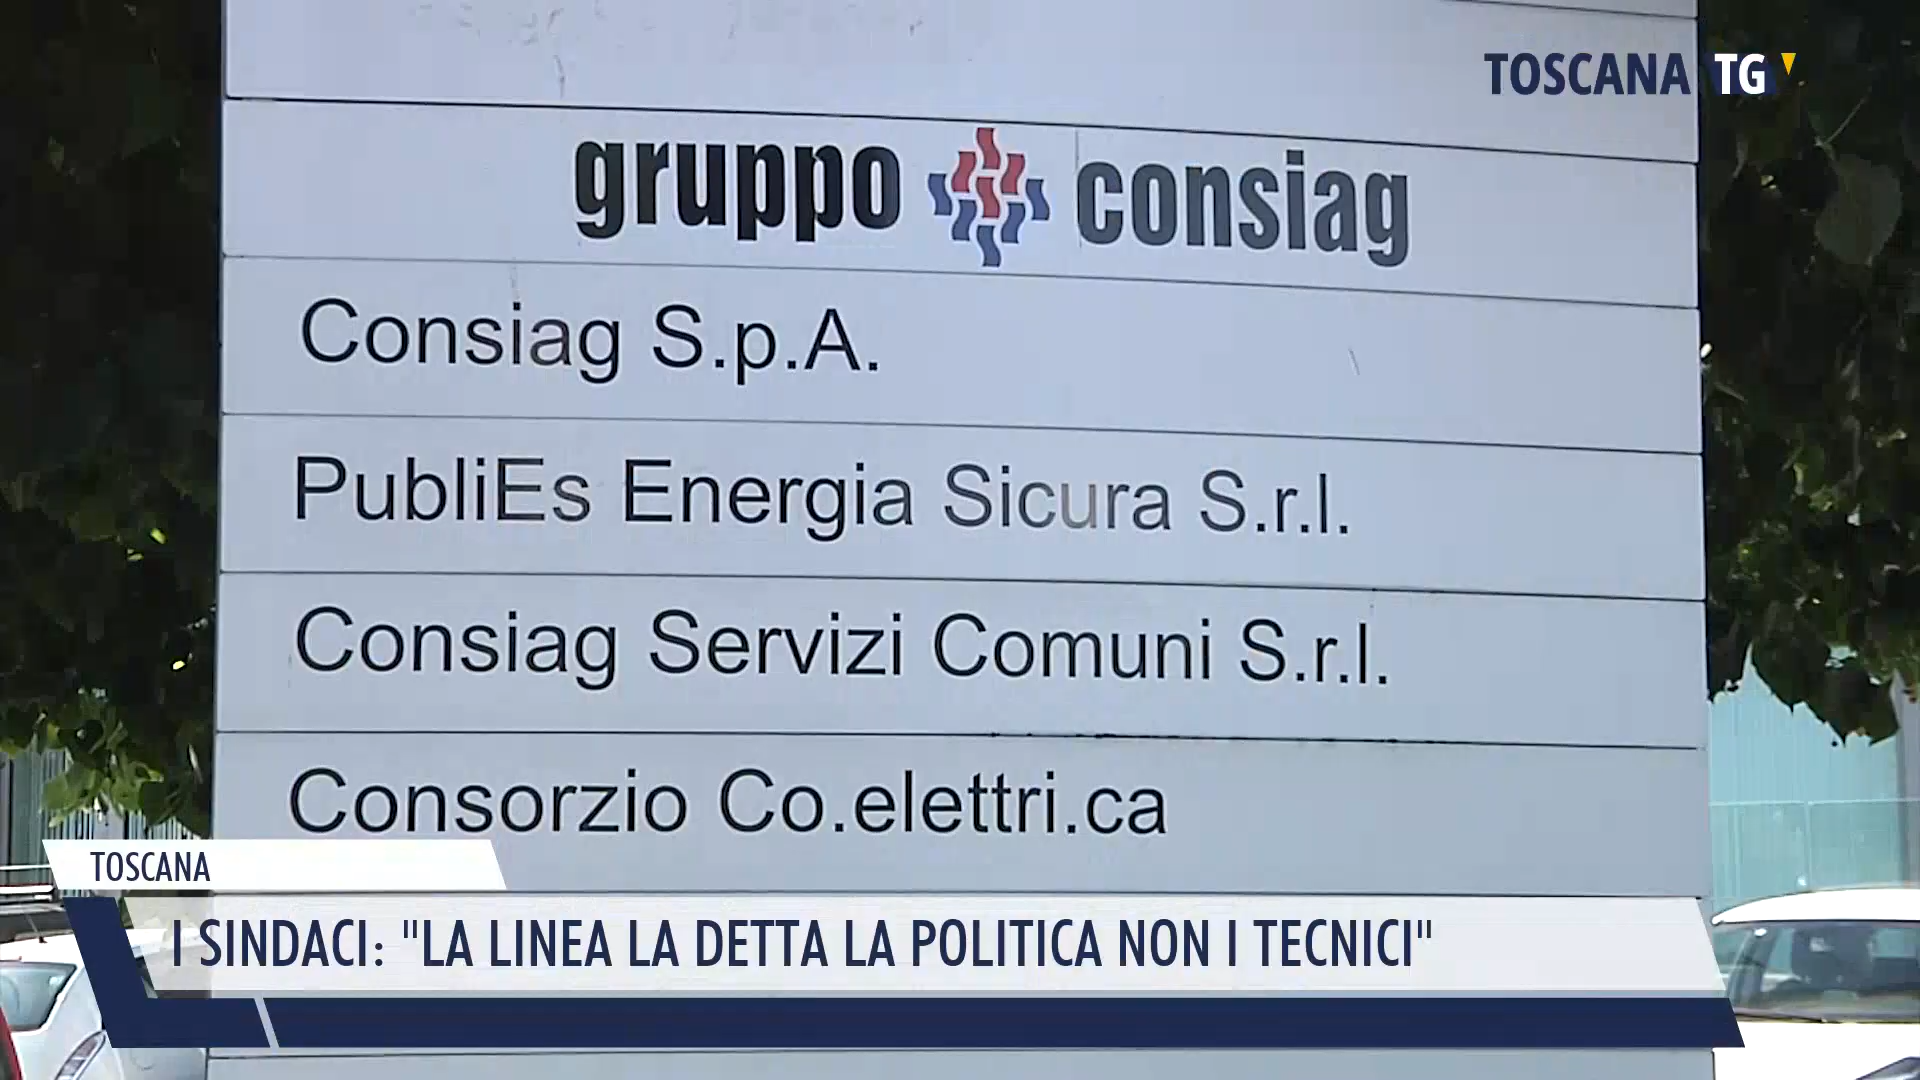 TOSCANA TG
gruppo consiag
Consiag S.p.A.
PubliEs Energia Sicura S.r.l.
Consiag Servizi Comuni S.r.l.
Consorzio Co.elettri.ca
TOSCANA
I SINDACI: "LA LINEA LA DETTA LA POLITICA NON I TECNICI"